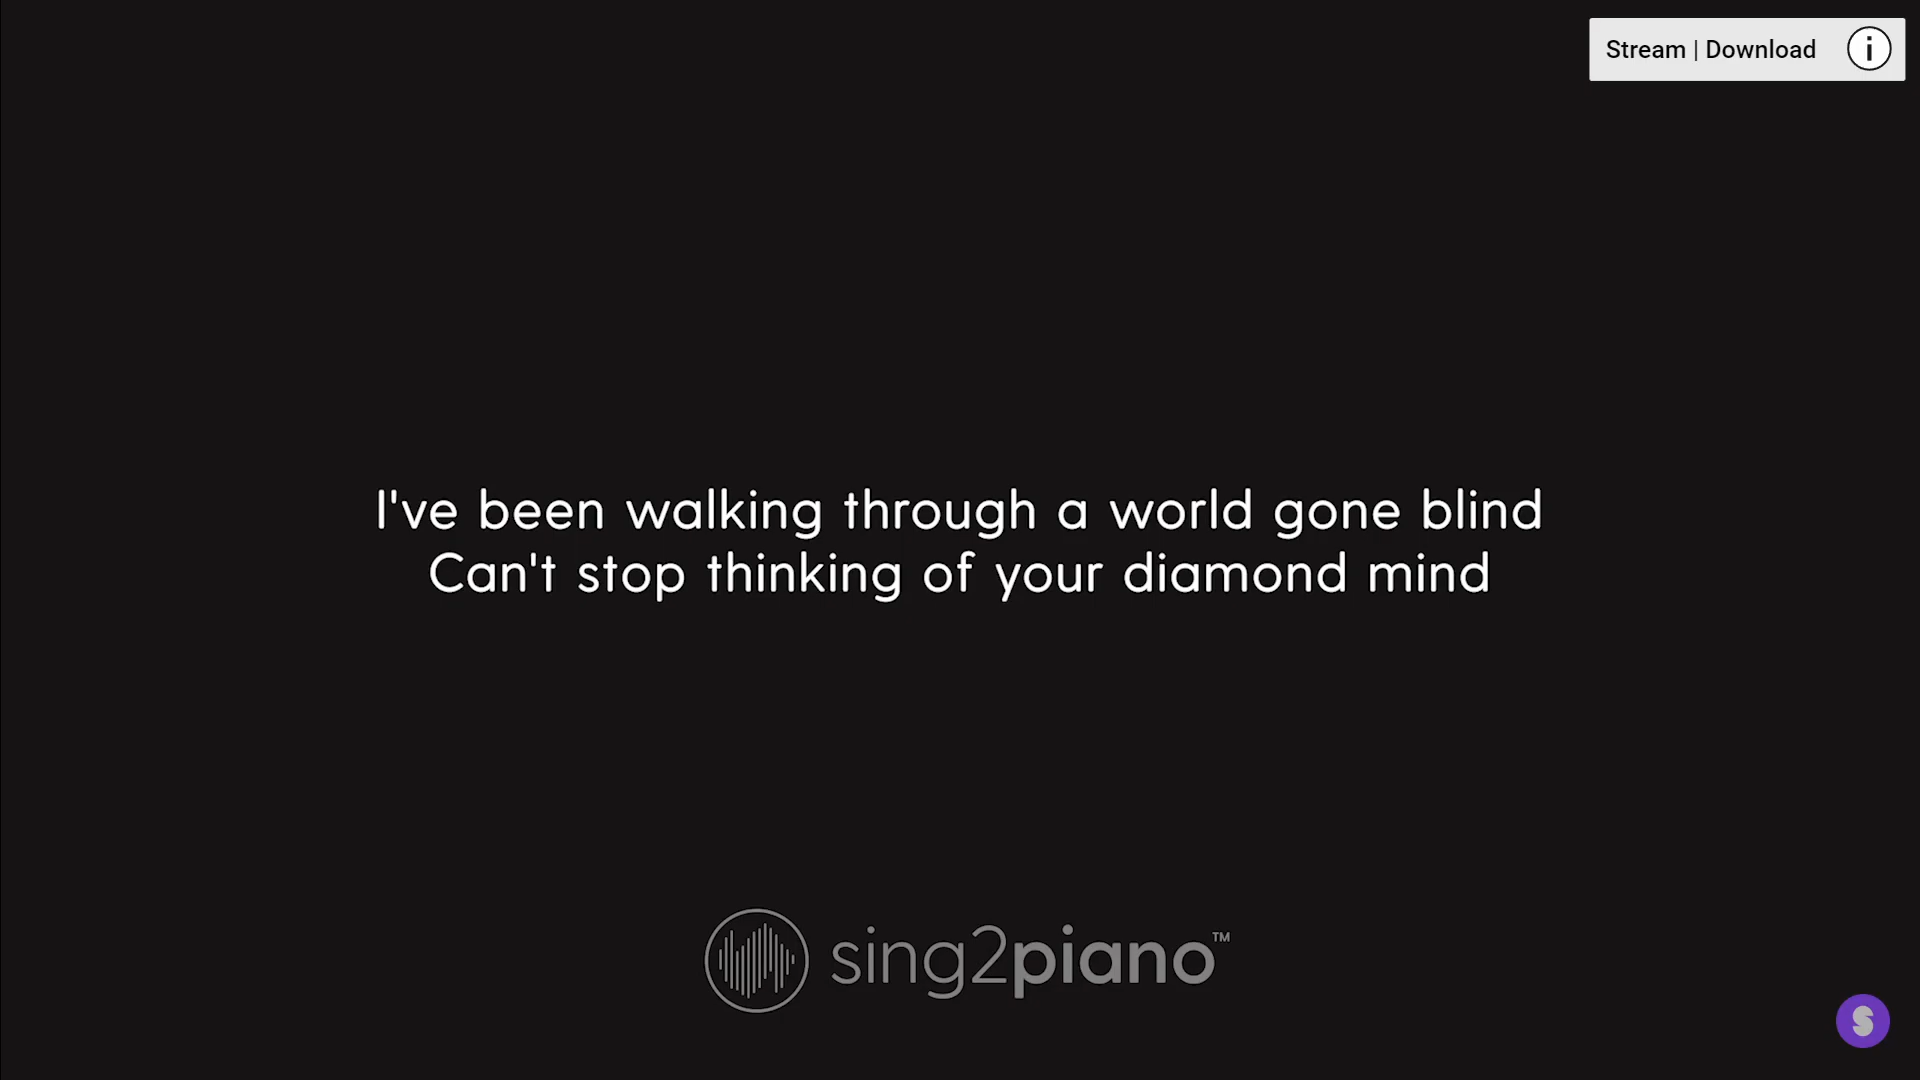 Stream | Download
I've been walking through a world gone blind
Can't stop thinking of your diamond mind
sing2piano™
S